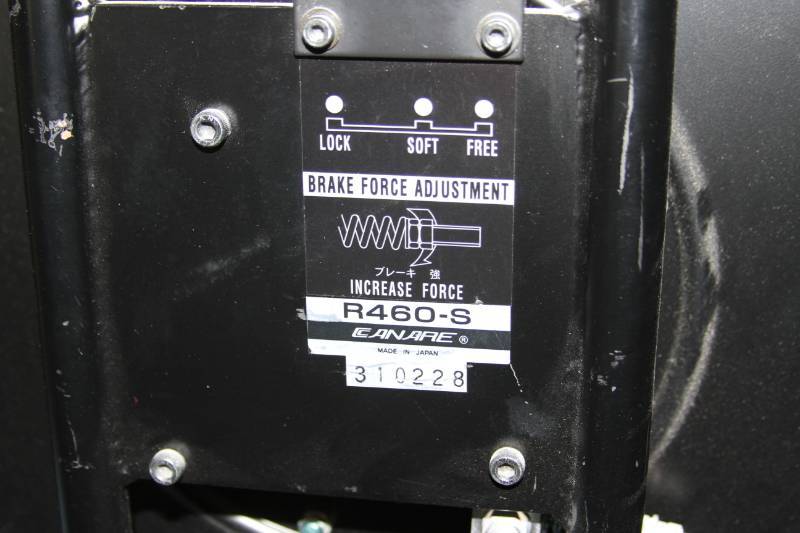 LOCK SOFT FREE
BRAKE FORCE ADJUSTMENT
ブレーキ 強
INCREASE FORCE
R460-S
CANARE ®
MADE IN JAPAN
310228